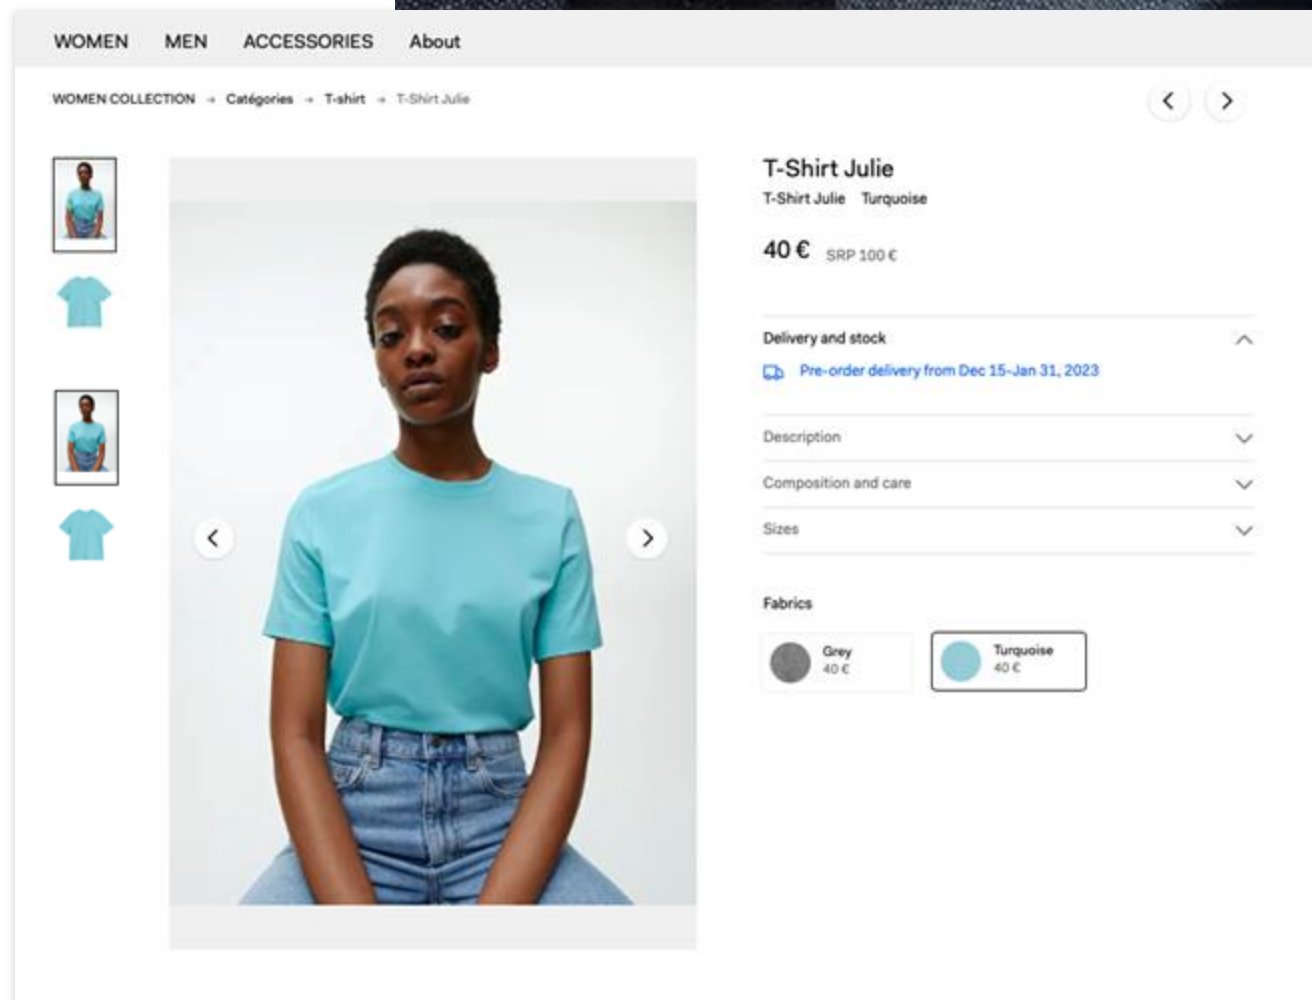 WOMEN MEN ACCESSORIES About
WOMEN COLLECTION → Catégories → T-shirt → T-Shirt Julie
T-Shirt Julie
T-Shirt Julie Turquoise
40 € SRP 100 €
Delivery and stock
Pre-order delivery from Dec 15-Jan 31, 2023
Description
Composition and care
Sizes
Fabrics
Grey
40 €
Turquoise
40 €